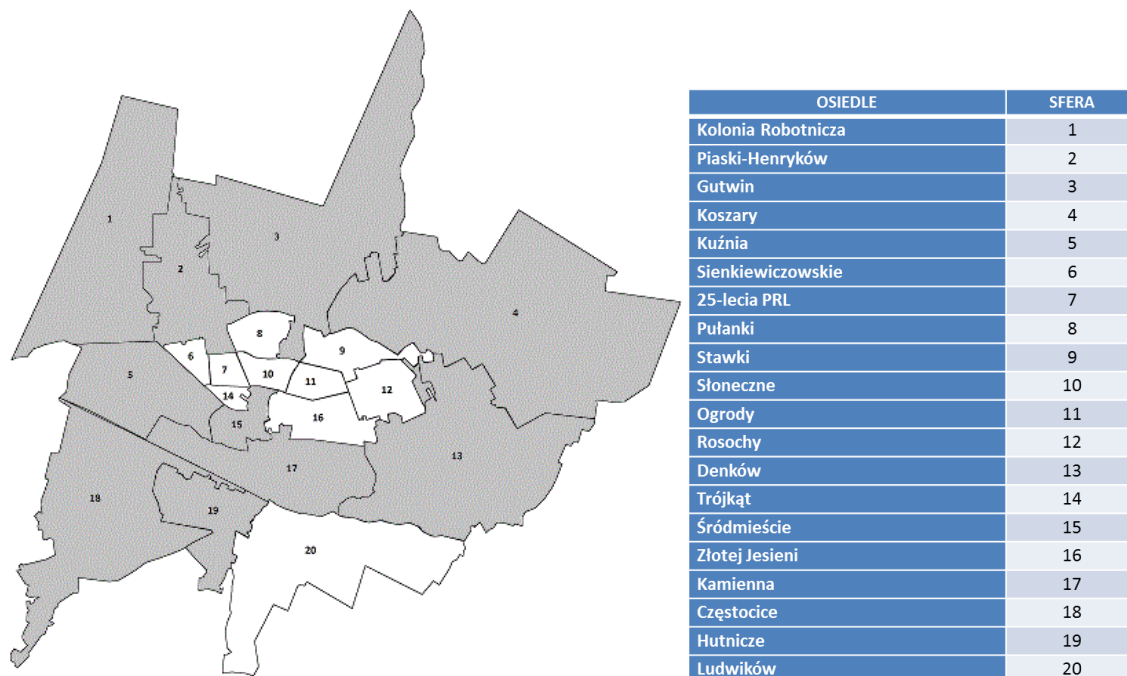 1
3
2
4
8
9
6
7
10
5
11
12
14
16
15
13
17
18
19
20
OSIEDLE SFERA
Kolonia Robotnicza 1
Piaski-Henryków 2
Gutwin 3
Koszary 4
Kuźnia 5
Sienkiewiczowskie 6
25-lecia PRL 7
Pułanki 8
Stawki 9
Słoneczne 10
Ogrody 11
Rosochy 12
Denków 13
Trójkąt 14
Śródmieście 15
Złotej Jesieni 16
Kamienna 17
Częstocice 18
Hutnicze 19
Ludwików 20